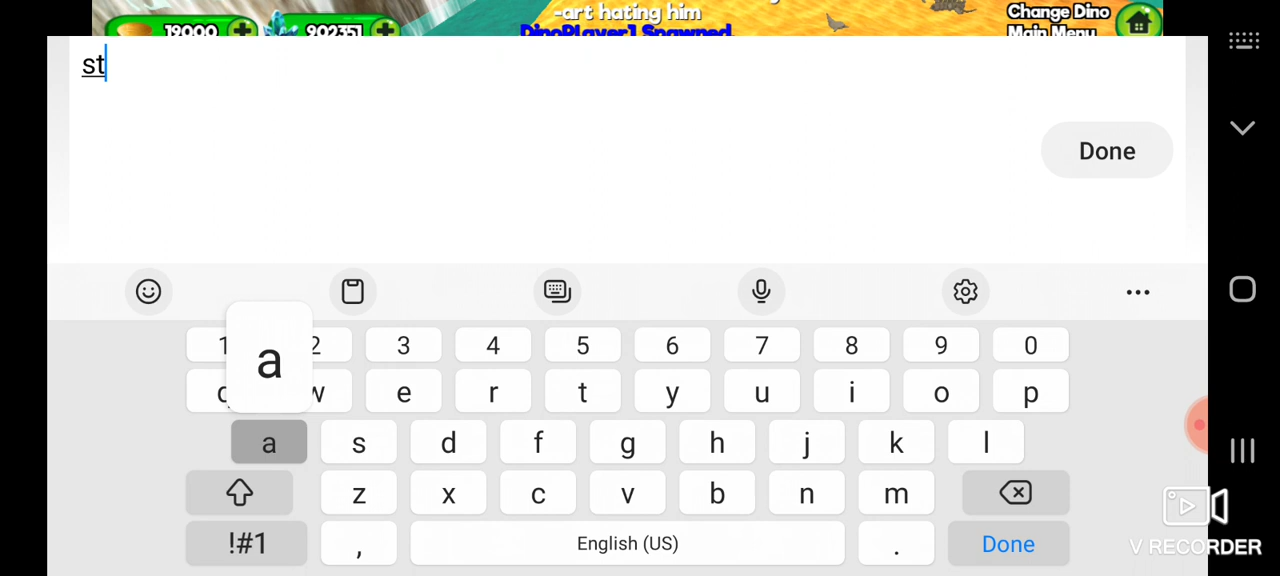 -art hating him
19000
902351
DinoPLayer1 Spawned
Change Dino
Main Menu
st
Done
a
1 2 3 4 5 6 7 8 9 0
q w e r t y u i o p
a s d f g h j k l
z x c v b n m
!#1 , English (US) . Done
V RECORDER